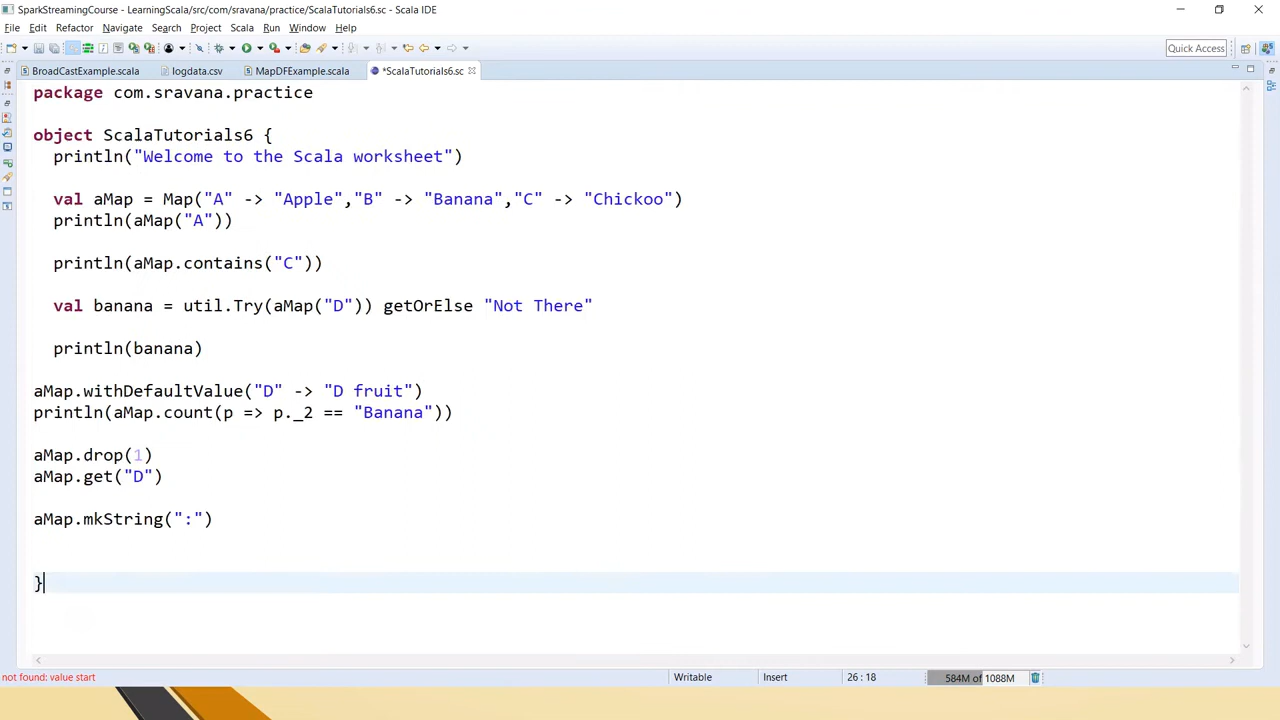 SparkStreamingCourse - LearningScala/src/com/sravana/practice/ScalaTutorials6.sc - Scala IDE
File Edit Refactor Navigate Search Project Scala Run Window Help
Quick Access
BroadCastExample.scala logdata.csv MapDFExample.scala *ScalaTutorials6.sc
package com.sravana.practice
object ScalaTutorials6 {
println("Welcome to the Scala worksheet")
val aMap = Map("A" -> "Apple","B" -> "Banana","C" -> "Chickoo")
println(aMap("A"))
println(aMap.contains("C"))
val banana = util.Try(aMap("D")) getOrElse "Not There"
println(banana)
aMap.withDefaultValue("D" -> "D fruit")
println(aMap.count(p => p._2 == "Banana"))
aMap.drop(1)
aMap.get("D")
aMap.mkString(":")
}
not found: value start Writable Insert 26 : 18 584M of 1088M